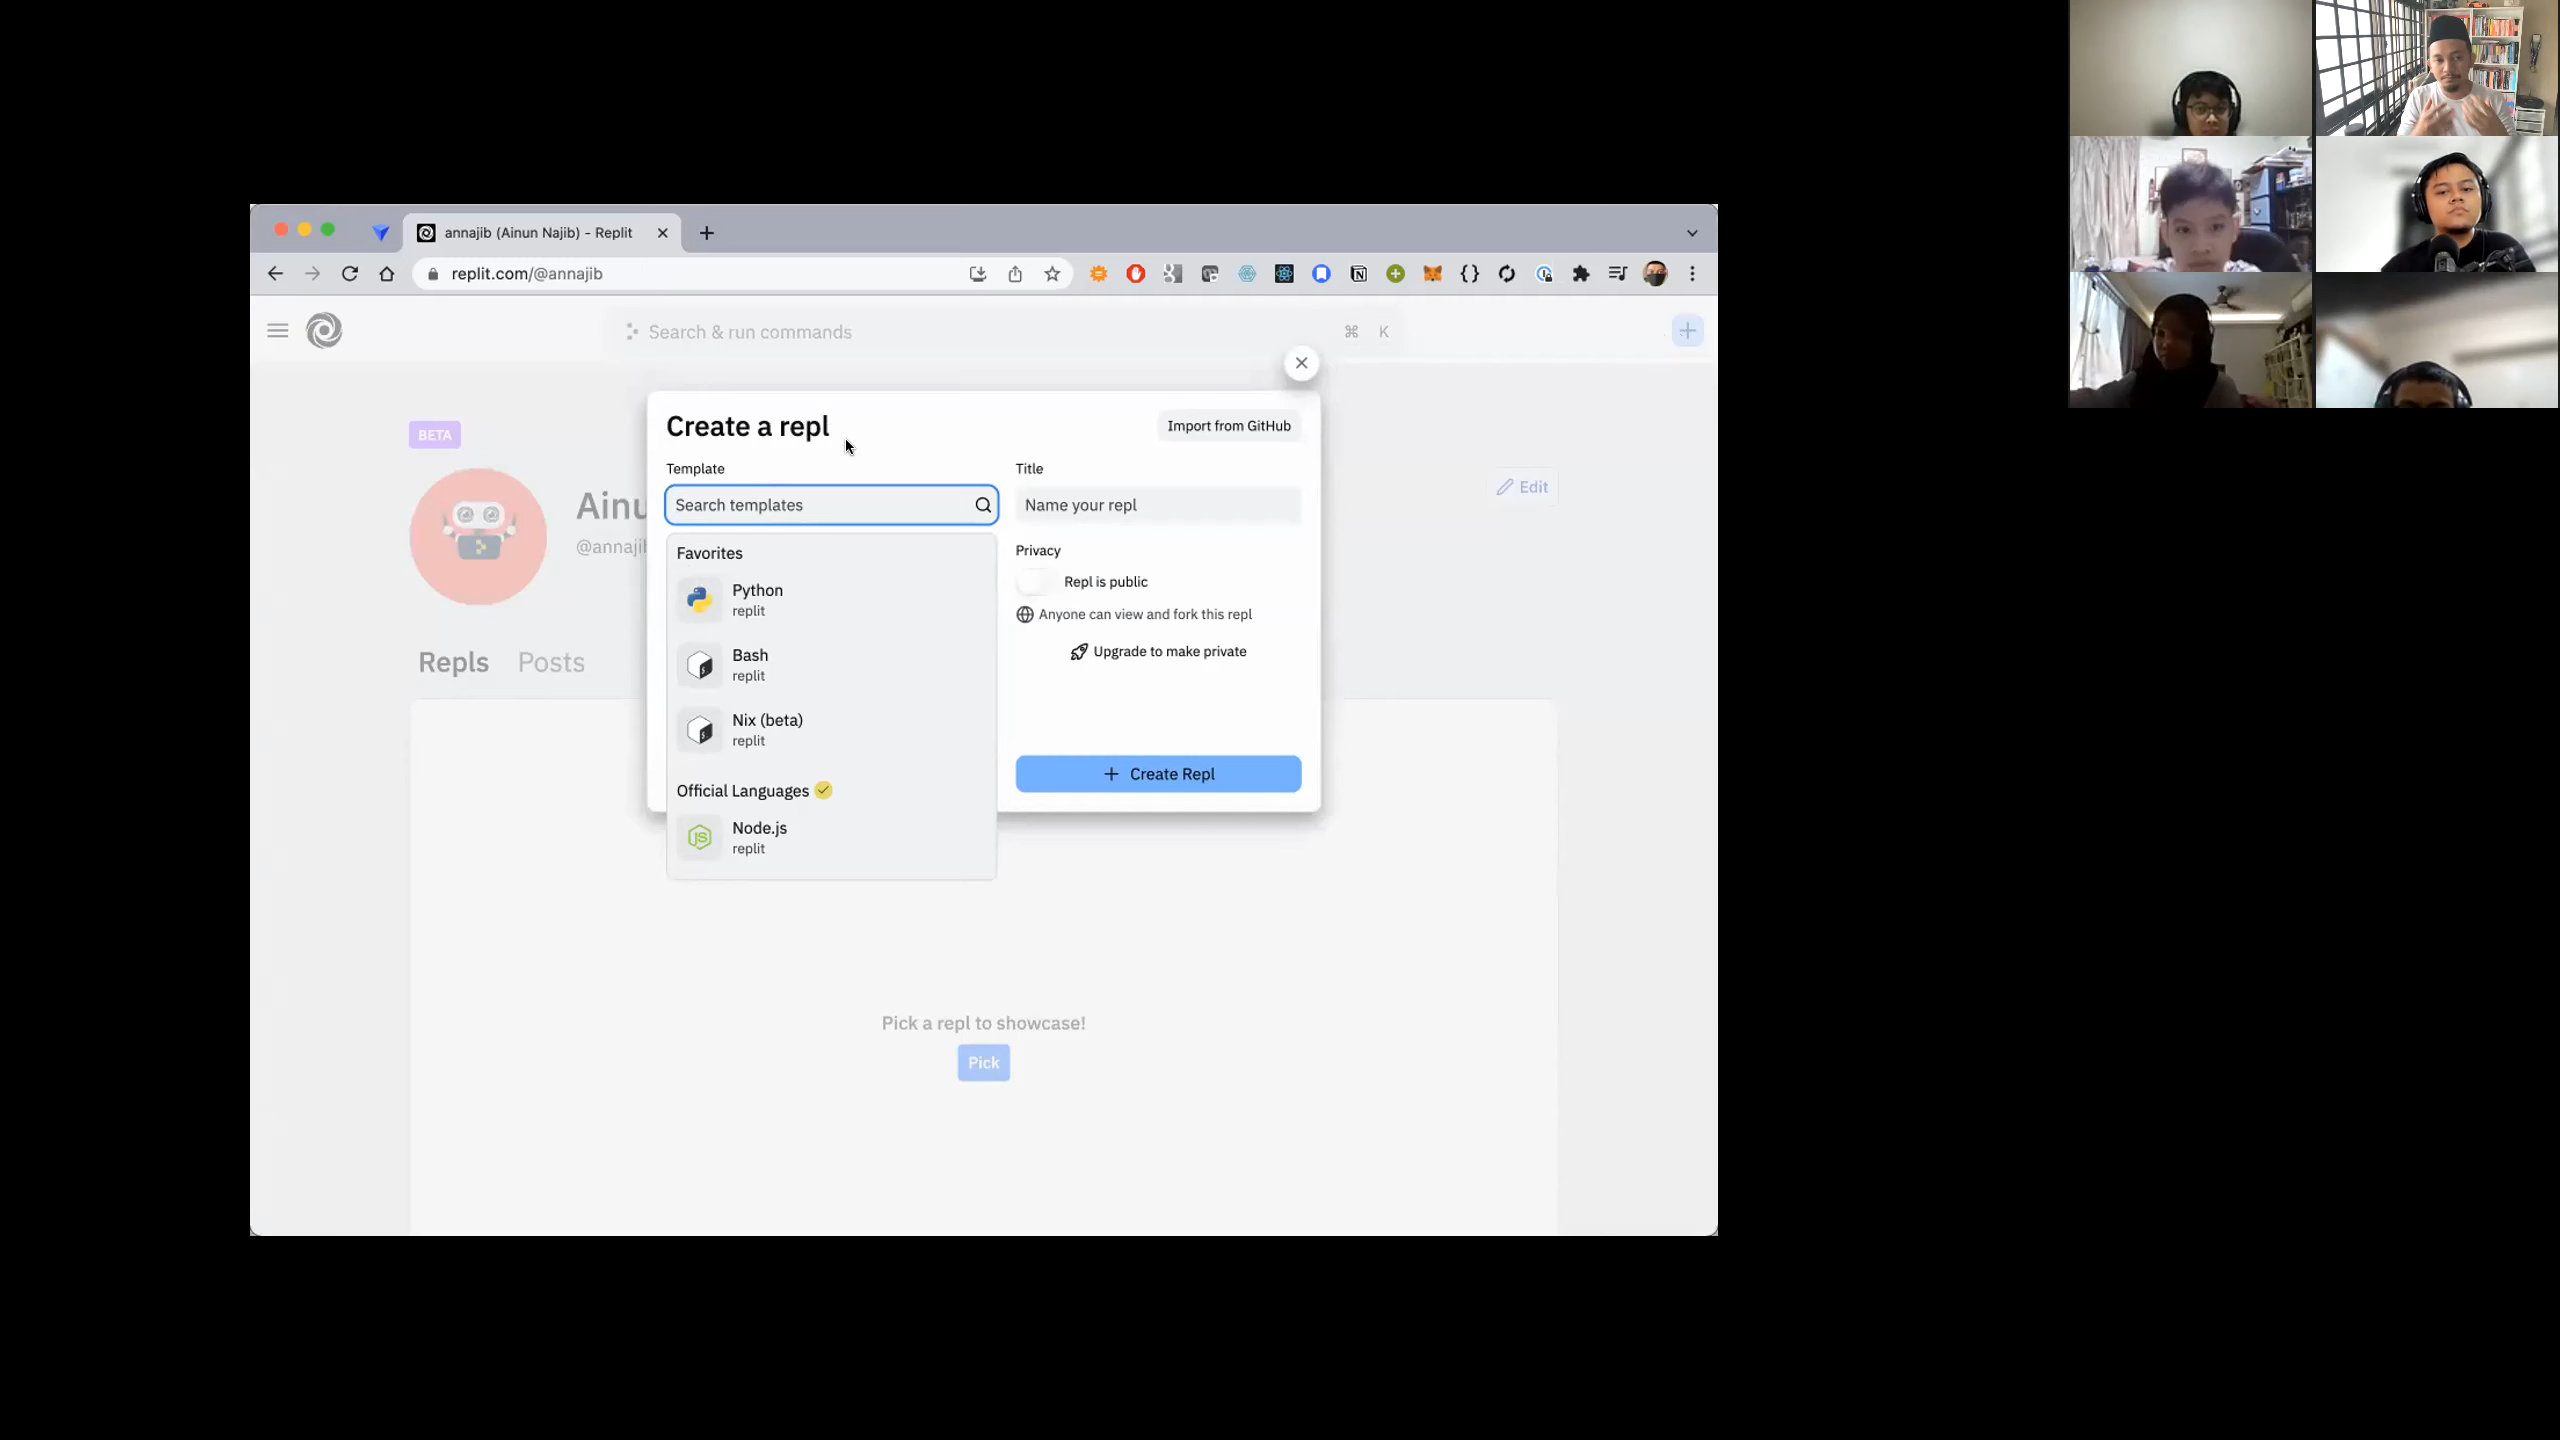 annajib (Ainun Najib) - Replit
replit.com/@annajib
Search & run commands
⌘ K
Create a repl
Import from GitHub
BETA
Template
Title
Search templates
Name your repl
Edit
Ainu
@annajib
Favorites
Python
replit
Privacy
Repl is public
Anyone can view and fork this repl
Bash
replit
Upgrade to make private
Repls Posts
Nix (beta)
replit
Official Languages
Create Repl
Node.js
replit
Pick a repl to showcase!
Pick